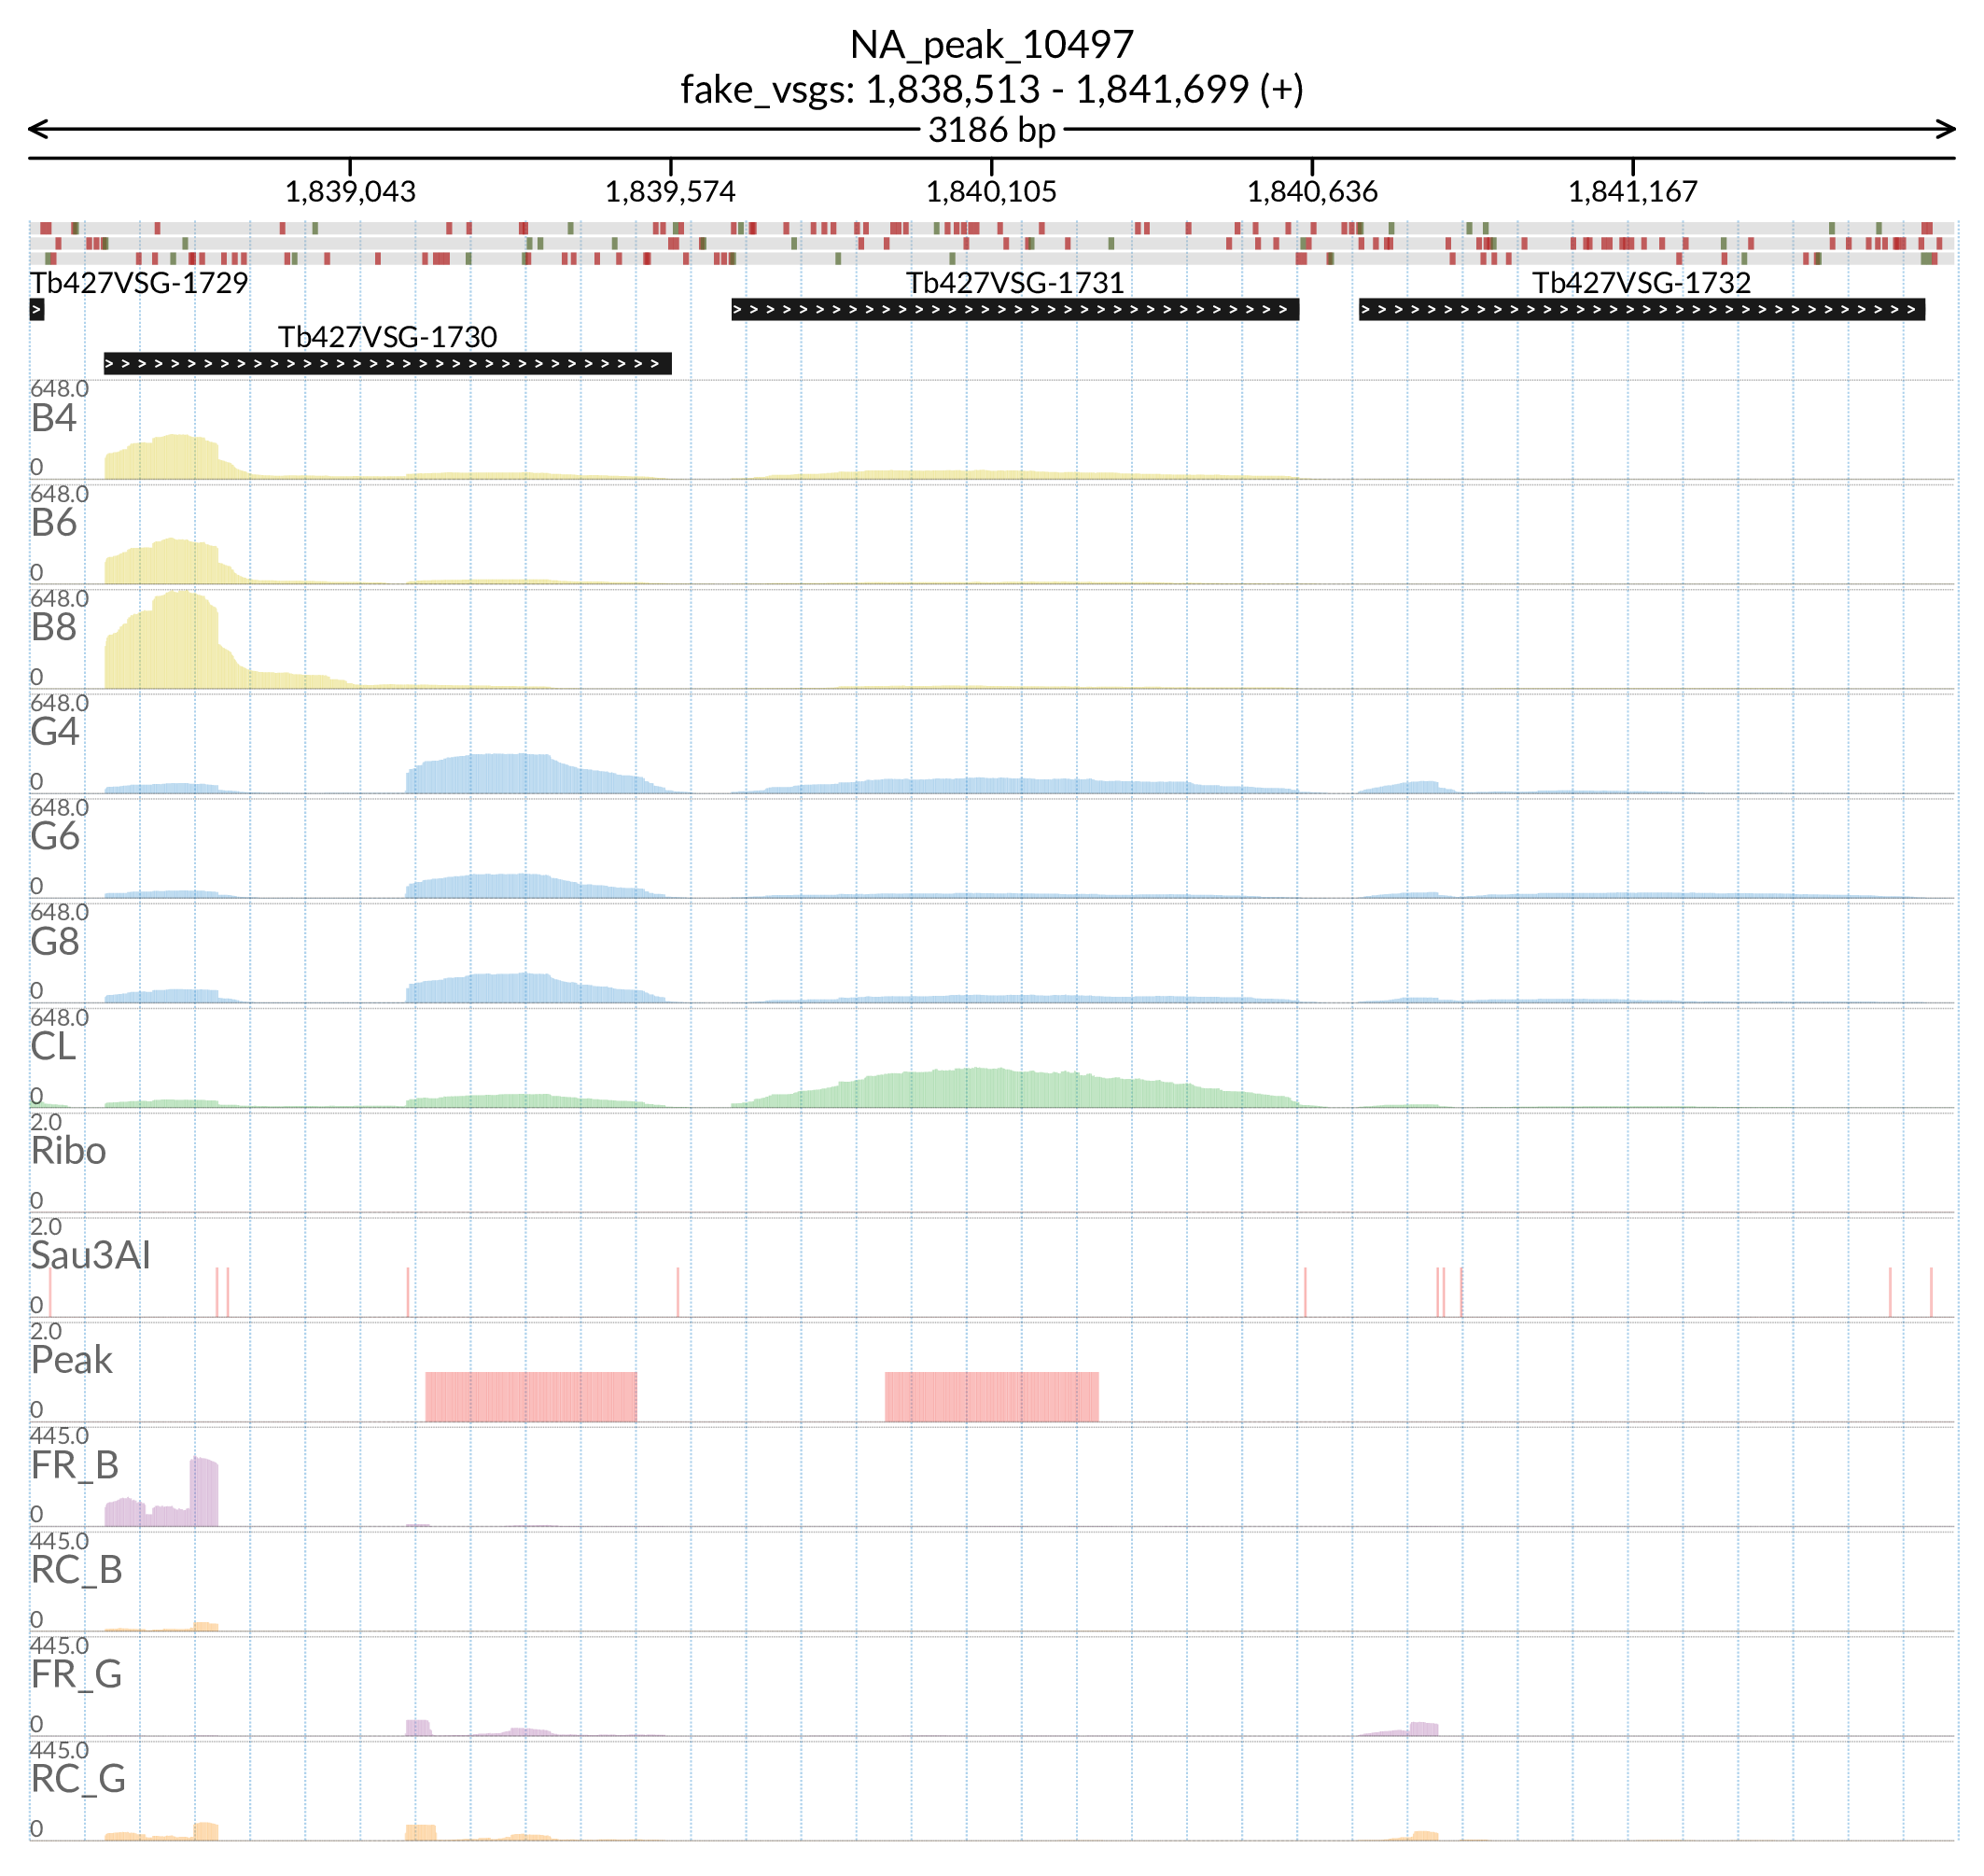 NA_peak_10497
fake_vsgs: 1,838,513 - 1,841,699 (+)
3186 bp
1,839,043 1,839,574 1,840,105 1,840,636 1,841,167
Tb427VSG-1729 Tb427VSG-1731 Tb427VSG-1732
Tb427VSG-1730
648.0
B4
0
648.0
B6
0
648.0
B8
0
648.0
G4
0
648.0
G6
0
648.0
G8
0
648.0
CL
0
2.0
Ribo
0
2.0
Sau3AI
0
2.0
Peak
0
445.0
FR_B
0
445.0
RC_B
0
445.0
FR_G
0
445.0
RC_G
0